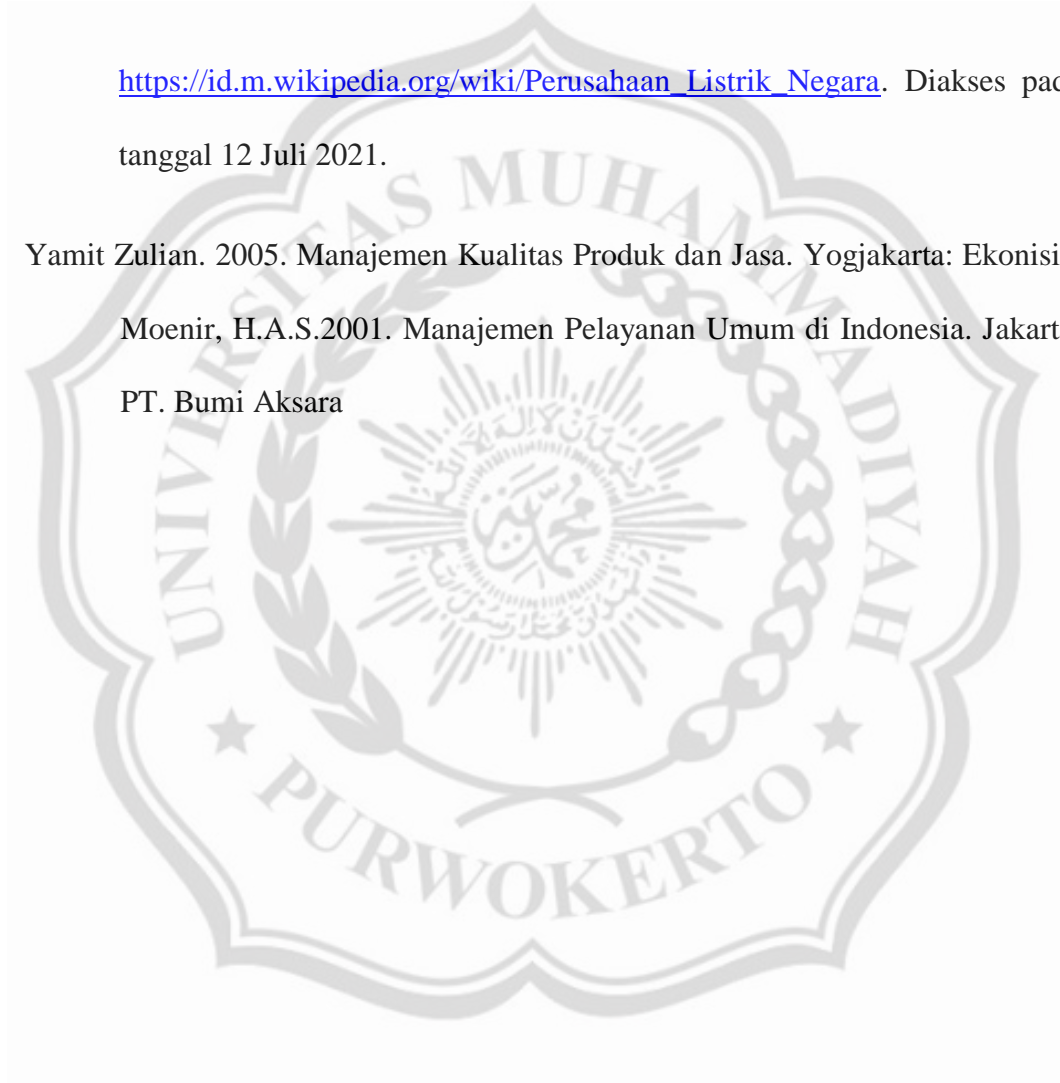 https://id.m.wikipedia.org/wiki/Perusahaan_Listrik_Negara. Diakses pad
tanggal 12 Juli 2021.
Yamit Zulian. 2005. Manajemen Kualitas Produk dan Jasa. Yogjakarta: Ekonisi
Moenir, H.A.S.2001. Manajemen Pelayanan Umum di Indonesia. Jakart
PT. Bumi Aksara
UNIVERSITAS MUHAMMADIYAH
PURWOKERTO